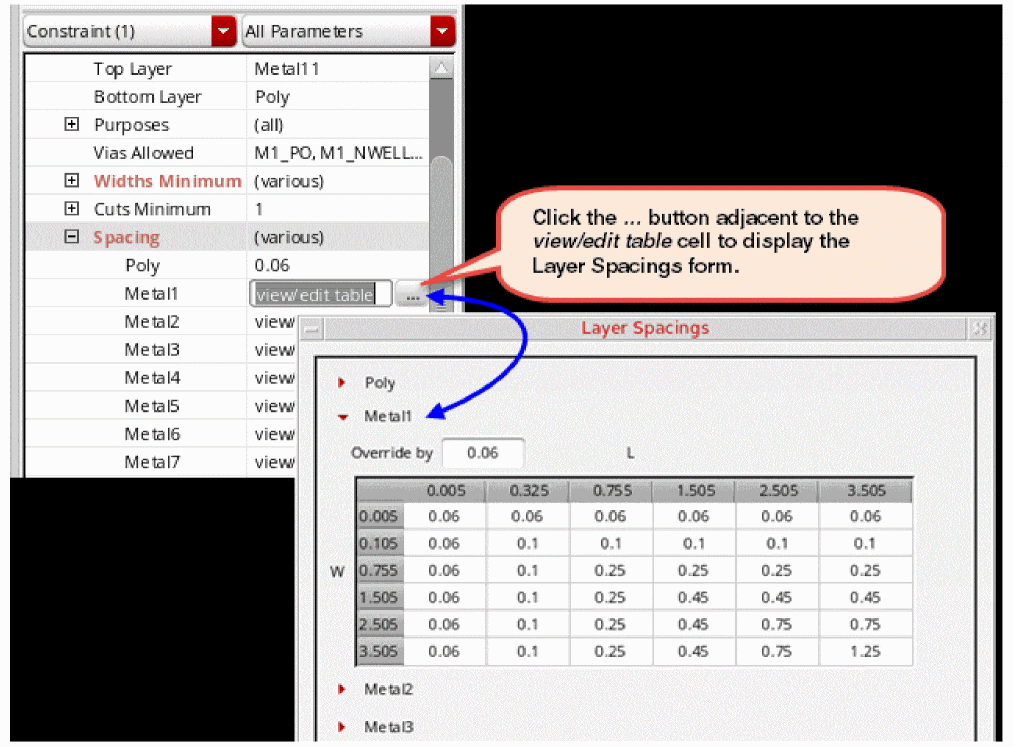 Constraint (1) All Parameters
Top Layer Metal11
Bottom Layer Poly
Purposes (all)
Vias Allowed M1_PO, M1_NWELL...
Widths Minimum (various)
Cuts Minimum 1
Spacing (various)
Poly 0.06
Metal1 view/edit table ...
Metal2 view/
Metal3 view/
Metal4 view/
Metal5 view/
Metal6 view/
Metal7 view/
Click the ... button adjacent to the
view/edit table cell to display the
Layer Spacings form.
Layer Spacings
Poly
Metal1
Override by 0.06 L
0.005 0.325 0.755 1.505 2.505 3.505
0.005 0.06 0.06 0.06 0.06 0.06 0.06
0.105 0.06 0.1 0.1 0.1 0.1 0.1
W 0.755 0.06 0.1 0.25 0.25 0.25 0.25
1.505 0.06 0.1 0.25 0.45 0.45 0.45
2.505 0.06 0.1 0.25 0.45 0.75 0.75
3.505 0.06 0.1 0.25 0.45 0.75 1.25
Metal2
Metal3